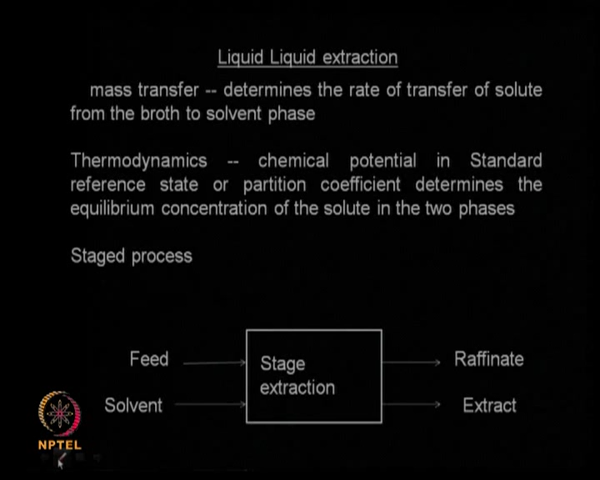 Liquid Liquid extraction
mass transfer -- determines the rate of transfer of solute
from the broth to solvent phase
Thermodynamics -- chemical potential in Standard
reference state or partition coefficient determines the
equilibrium concentration of the solute in the two phases
Staged process
Feed
Stage
extraction
Raffinate
Solvent
Extract
NPTEL